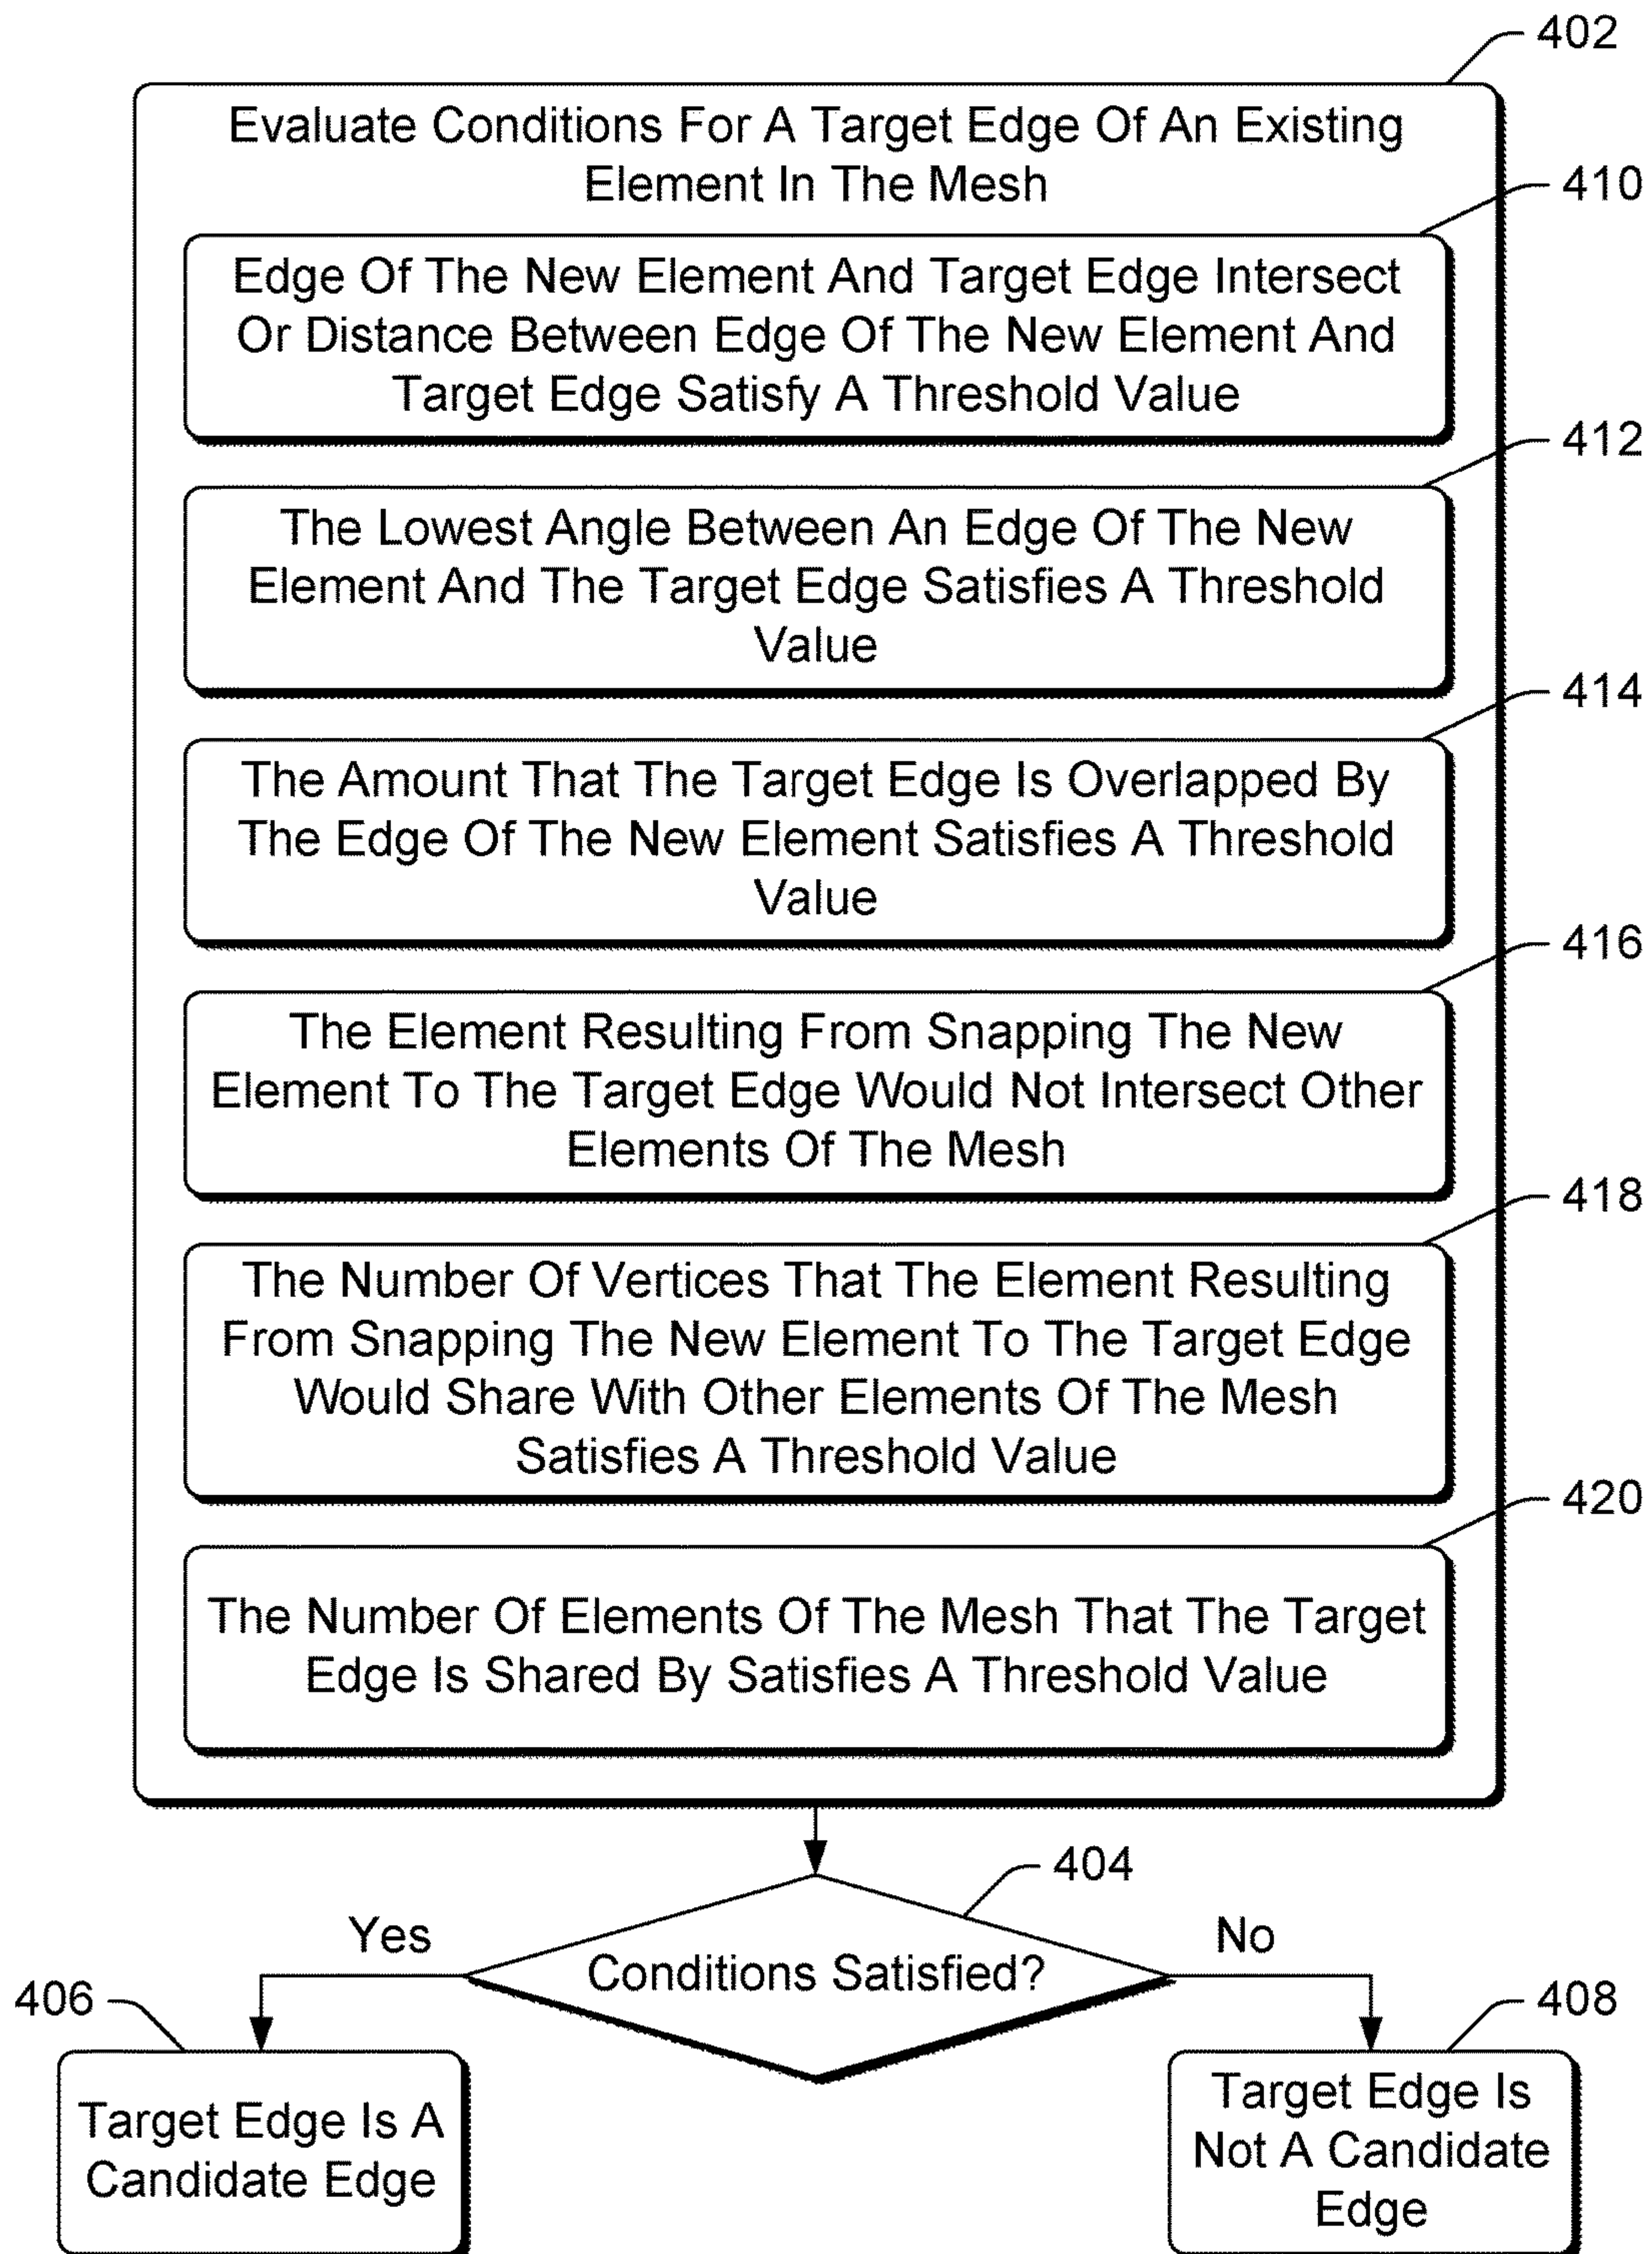 402
Evaluate Conditions For A Target Edge Of An Existing
Element In The Mesh
410
Edge Of The New Element And Target Edge Intersect
Or Distance Between Edge Of The New Element And
Target Edge Satisfy A Threshold Value
412
The Lowest Angle Between An Edge Of The New
Element And The Target Edge Satisfies A Threshold
Value
414
The Amount That The Target Edge Is Overlapped By
The Edge Of The New Element Satisfies A Threshold
Value
416
The Element Resulting From Snapping The New
Element To The Target Edge Would Not Intersect Other
Elements Of The Mesh
418
The Number Of Vertices That The Element Resulting
From Snapping The New Element To The Target Edge
Would Share With Other Elements Of The Mesh
Satisfies A Threshold Value
420
The Number Of Elements Of The Mesh That The Target
Edge Is Shared By Satisfies A Threshold Value
404
Yes
No
Conditions Satisfied?
406
408
Target Edge Is A
Candidate Edge
Target Edge Is
Not A Candidate
Edge